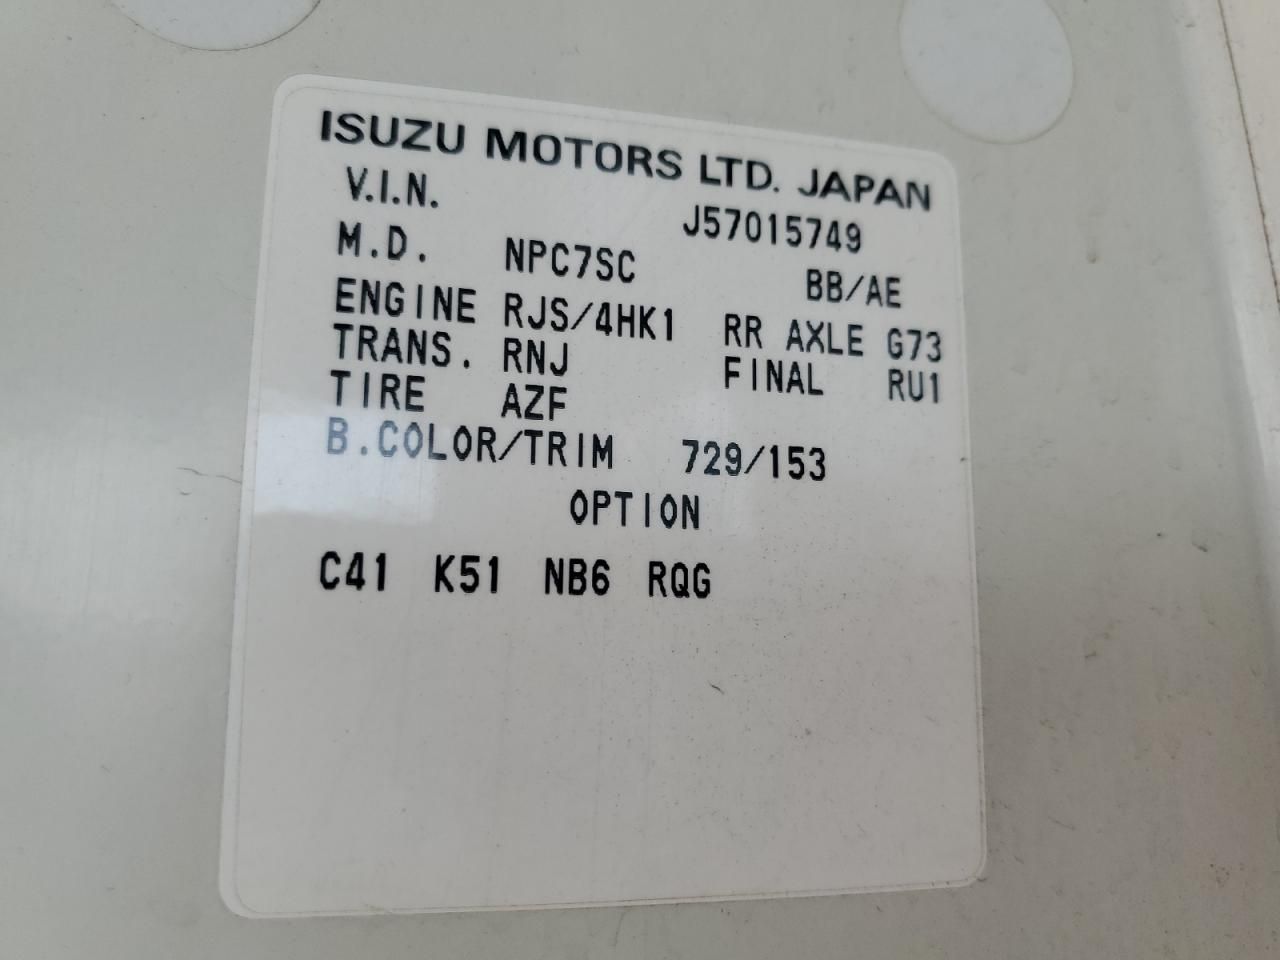 ISUZU MOTORS LTD. JAPAN
V.I.N. J57015749
M.D. NPC7SC BB/AE
ENGINE RJS/4HK1 RR AXLE G73
TRANS. RNJ FINAL RU1
TIRE AZF
B.COLOR/TRIM 729/153
OPTION
C41 K51 NB6 RQG